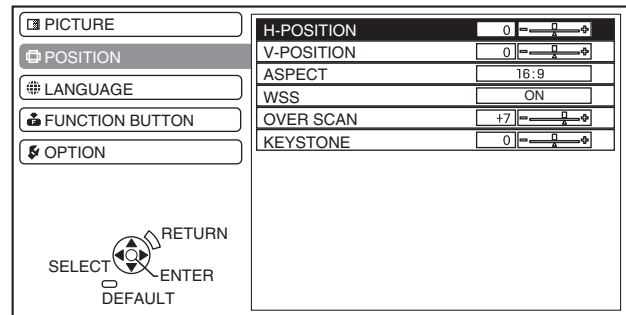 PICTURE
POSITION
LANGUAGE
FUNCTION BUTTON
OPTION
H-POSITION 0 - +
V-POSITION 0 - +
ASPECT 16:9
WSS ON
OVER SCAN +7 - +
KEYSTONE 0 - +
RETURN
SELECT
ENTER
DEFAULT